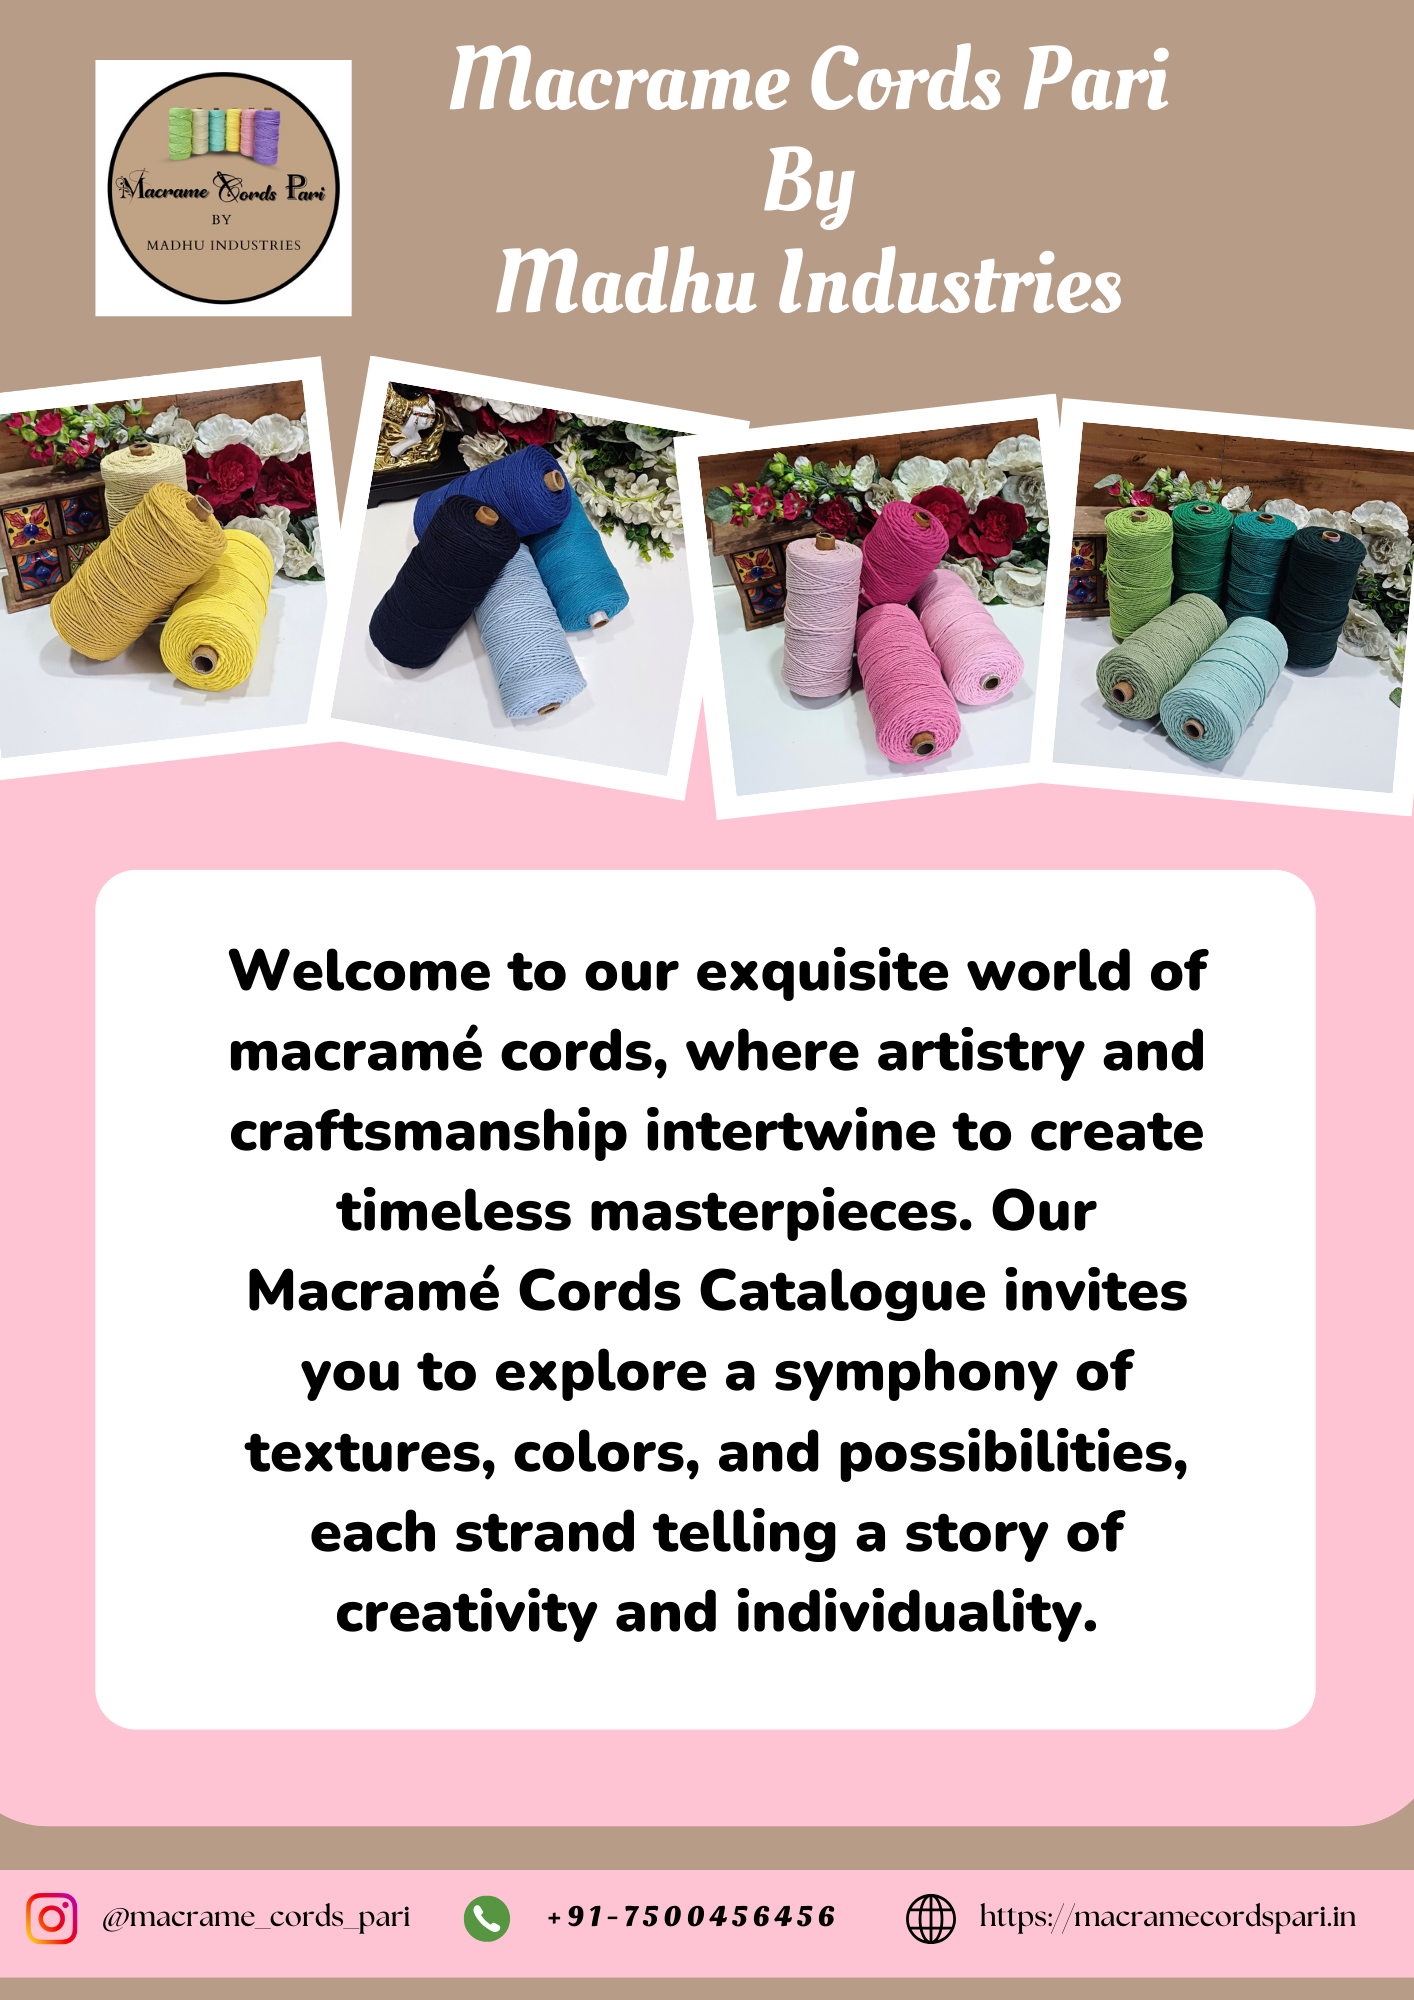 Macrame Cords Pari
BY
MADHU INDUSTRIES
Macrame Cords Pari
By
Madhu Industries
Welcome to our exquisite world of
macramé cords, where artistry and
craftsmanship intertwine to create
timeless masterpieces. Our
Macramé Cords Catalogue invites
you to explore a symphony of
textures, colors, and possibilities,
each strand telling a story of
creativity and individuality.
@macrame_cords_pari
+91-7500456456
https://macramecordspari.in